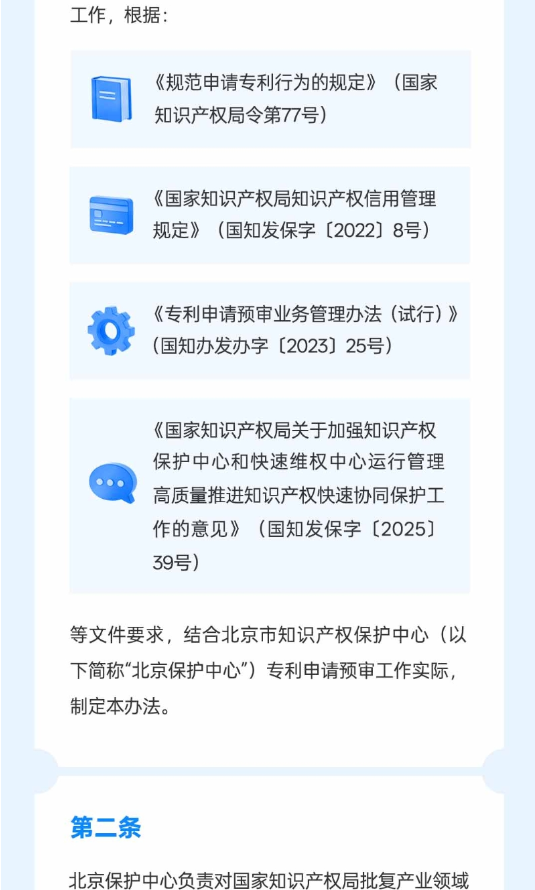 工作，根据：
《规范申请专利行为的规定》（国家
知识产权局令第77号）
《国家知识产权局知识产权信用管理
规定》（国知发保字〔2022〕8号）
《专利申请预审业务管理办法（试行）》
（国知办发办字〔2023〕25号）
《国家知识产权局关于加强知识产权
保护中心和快速维权中心运行管理
高质量推进知识产权快速协同保护工
作的意见》（国知发保字〔2025〕
39号）
等文件要求，结合北京市知识产权保护中心（以
下简称“北京保护中心”）专利申请预审工作实际，
制定本办法。
第二条
北京保护中心负责对国家知识产权局批复产业领域